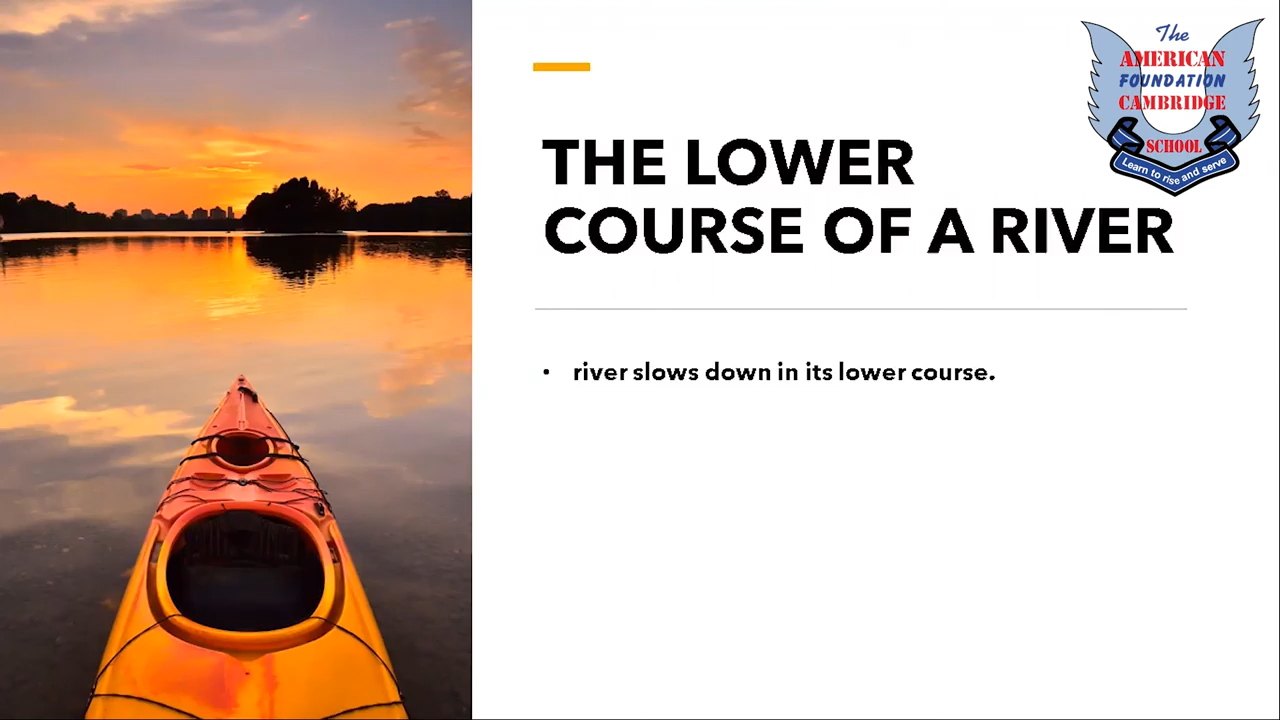 The
AMERICAN
FOUNDATION
CAMBRIDGE
SCHOOL
Learn to rise and serve
THE LOWER
COURSE OF A RIVER
• river slows down in its lower course.